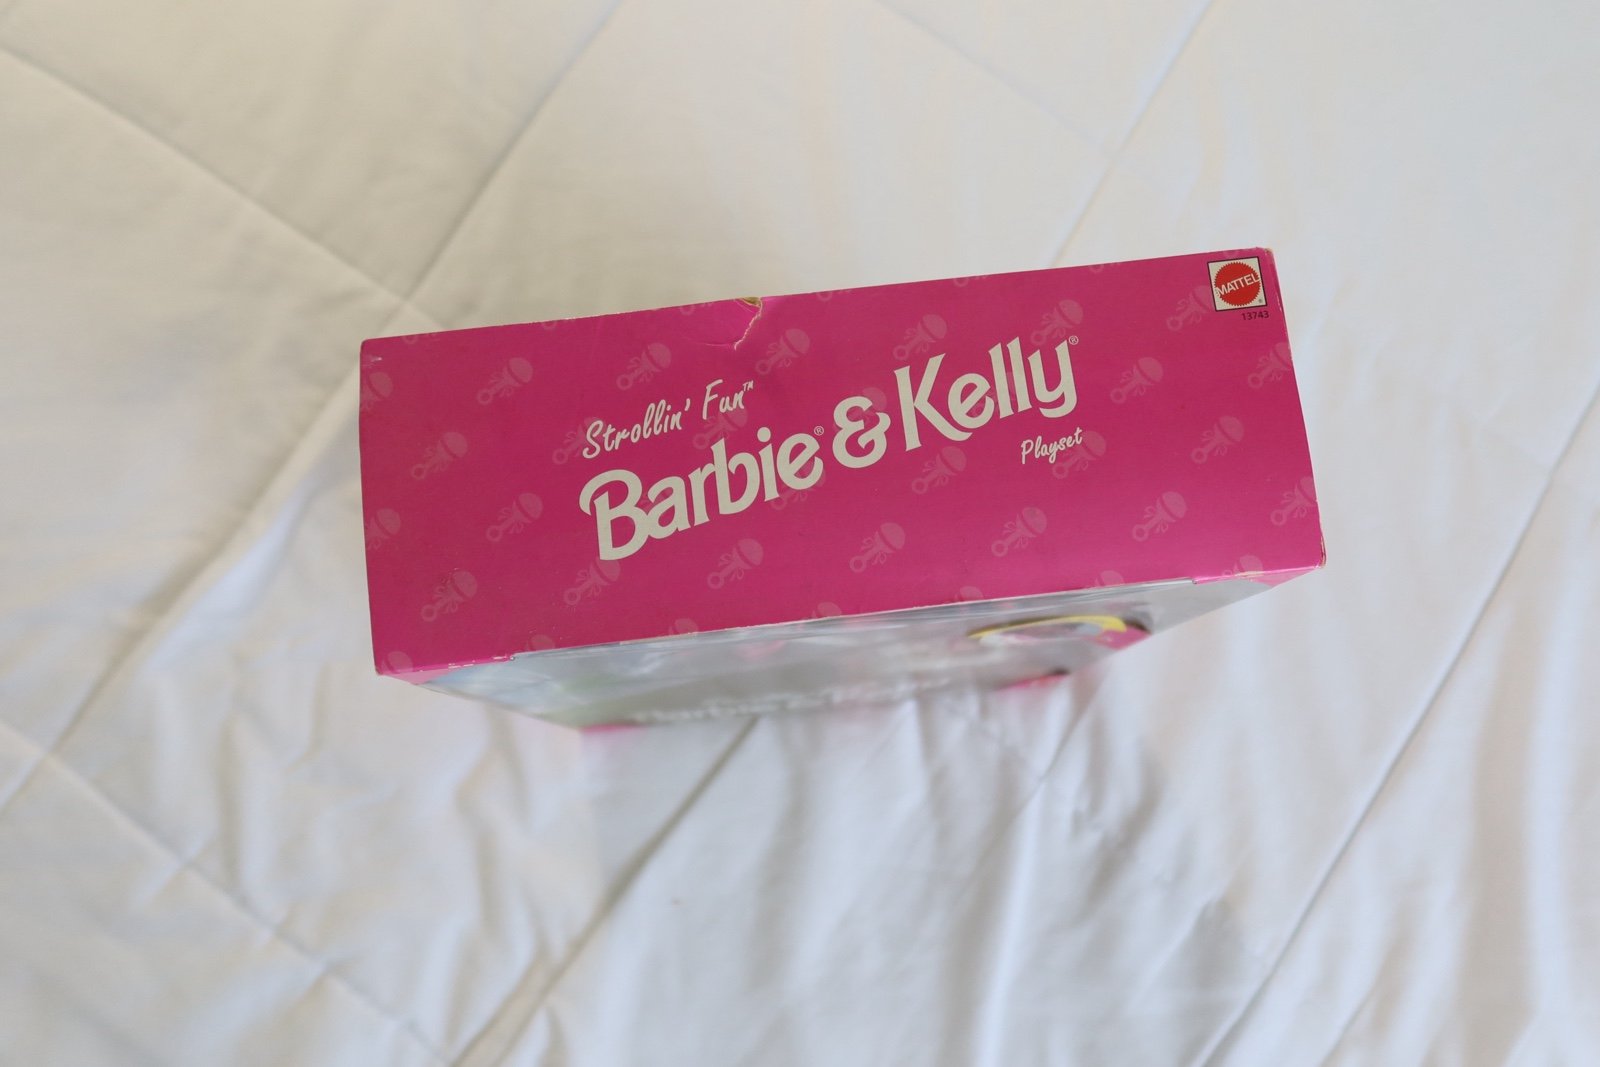 MATTEL
®
13743
Strollin' Fun™
Barbie® & Kelly®
Playset